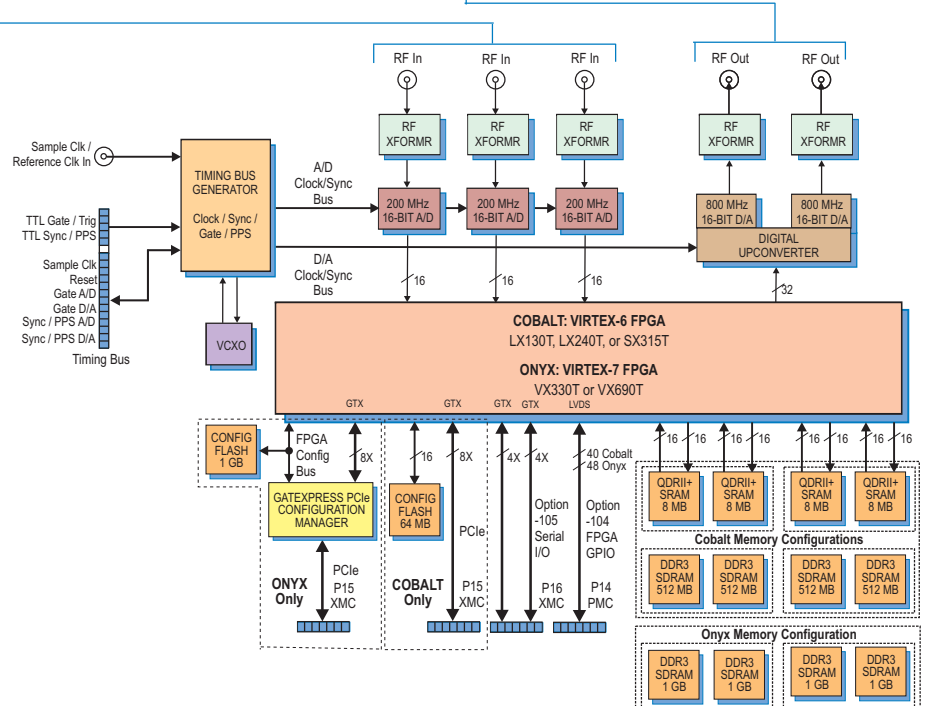 RF In
RF In
RF In
RF Out
RF Out
RF
XFORMR
RF
XFORMR
RF
XFORMR
RF
XFORMR
RF
XFORMR
Sample Clk /
Reference Clk In
TIMING BUS
GENERATOR
Clock / Sync /
Gate / PPS
A/D
Clock/Sync
Bus
200 MHz
16-BIT A/D
200 MHz
16-BIT A/D
200 MHz
16-BIT A/D
800 MHz
16-BIT D/A
800 MHz
16-BIT D/A
DIGITAL
UPCONVERTER
TTL Gate / Trig
TTL Sync / PPS
Sample Clk
Reset
Gate A/D
Gate D/A
Sync / PPS A/D
Sync / PPS D/A
Timing Bus
D/A
Clock/Sync
Bus
16
16
16
32
VCXO
COBALT: VIRTEX-6 FPGA
LX130T, LX240T, or SX315T
ONYX: VIRTEX-7 FPGA
VX330T or VX690T
GTX
GTX
GTX
GTX
LVDS
CONFIG
FLASH
1 GB
FPGA
Config
Bus
8X
16
8X
4X
4X
40 Cobalt
48 Onyx
16
16
16
16
16
16
16
16
GATEXPRESS PCIe
CONFIGURATION
MANAGER
CONFIG
FLASH
64 MB
PCIe
Option
-105
Serial
I/O
Option
-104
FPGA
GPIO
QDRII+
SRAM
8 MB
QDRII+
SRAM
8 MB
QDRII+
SRAM
8 MB
QDRII+
SRAM
8 MB
Cobalt Memory Configurations
DDR3
SDRAM
512 MB
DDR3
SDRAM
512 MB
DDR3
SDRAM
512 MB
DDR3
SDRAM
512 MB
ONYX
Only
PCIe
P15
XMC
COBALT
Only
P15
XMC
P16
XMC
P14
PMC
Onyx Memory Configuration
DDR3
SDRAM
1 GB
DDR3
SDRAM
1 GB
DDR3
SDRAM
1 GB
DDR3
SDRAM
1 GB